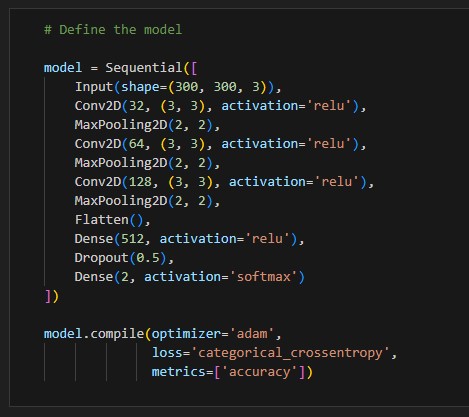 # Define the model
model = Sequential([
Input(shape=(300, 300, 3)),
Conv2D(32, (3, 3), activation='relu'),
MaxPooling2D(2, 2),
Conv2D(64, (3, 3), activation='relu'),
MaxPooling2D(2, 2),
Conv2D(128, (3, 3), activation='relu'),
MaxPooling2D(2, 2),
Flatten(),
Dense(512, activation='relu'),
Dropout(0.5),
Dense(2, activation='softmax')
])
model.compile(optimizer='adam',
loss='categorical_crossentropy',
metrics=['accuracy'])